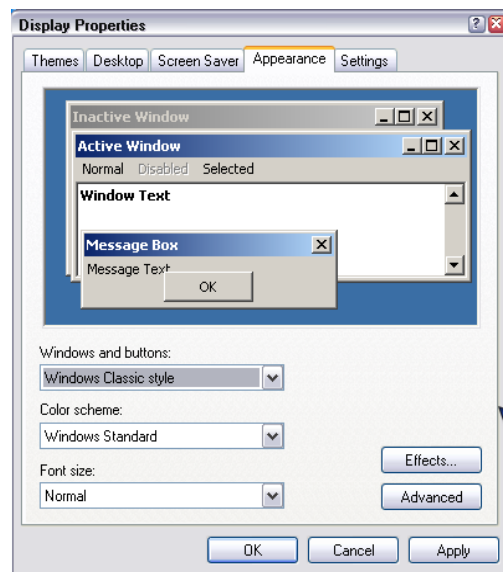 Display Properties
Themes Desktop Screen Saver Appearance Settings
Inactive Window
Active Window
Normal Disabled Selected
Window Text
Message Box
Message Text
OK
Windows and buttons:
Windows Classic style
Color scheme:
Windows Standard
Effects...
Font size:
Normal
Advanced
OK Cancel Apply